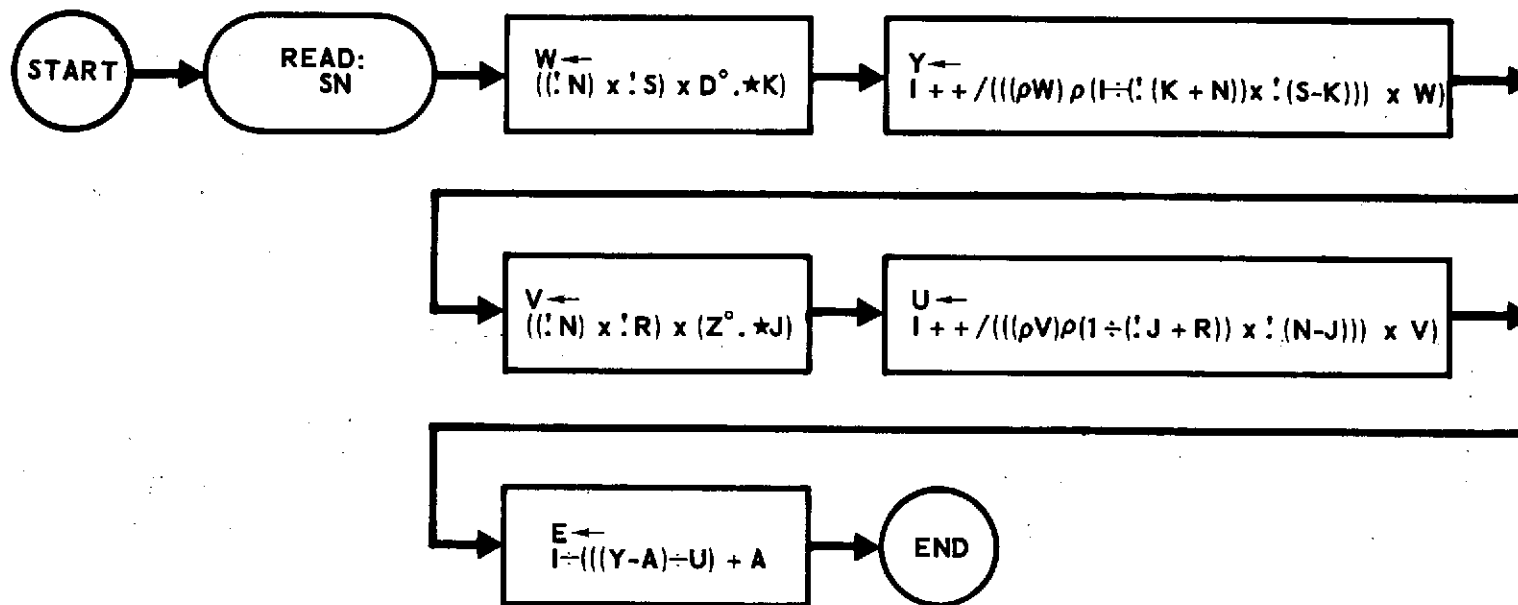 START
READ:
SN
W←
((!N) x !S) x D°.★K)
Y←
I + + /(((ρW) ρ (I÷(!(K + N))x !(S-K))) x W)
V←
((!N) x !R) x (Z°.★J)
U←
I + + /(((ρV)ρ(1÷(!J + R)) x !(N-J))) x V)
E←
I÷(((Y-A)÷U) + A
END